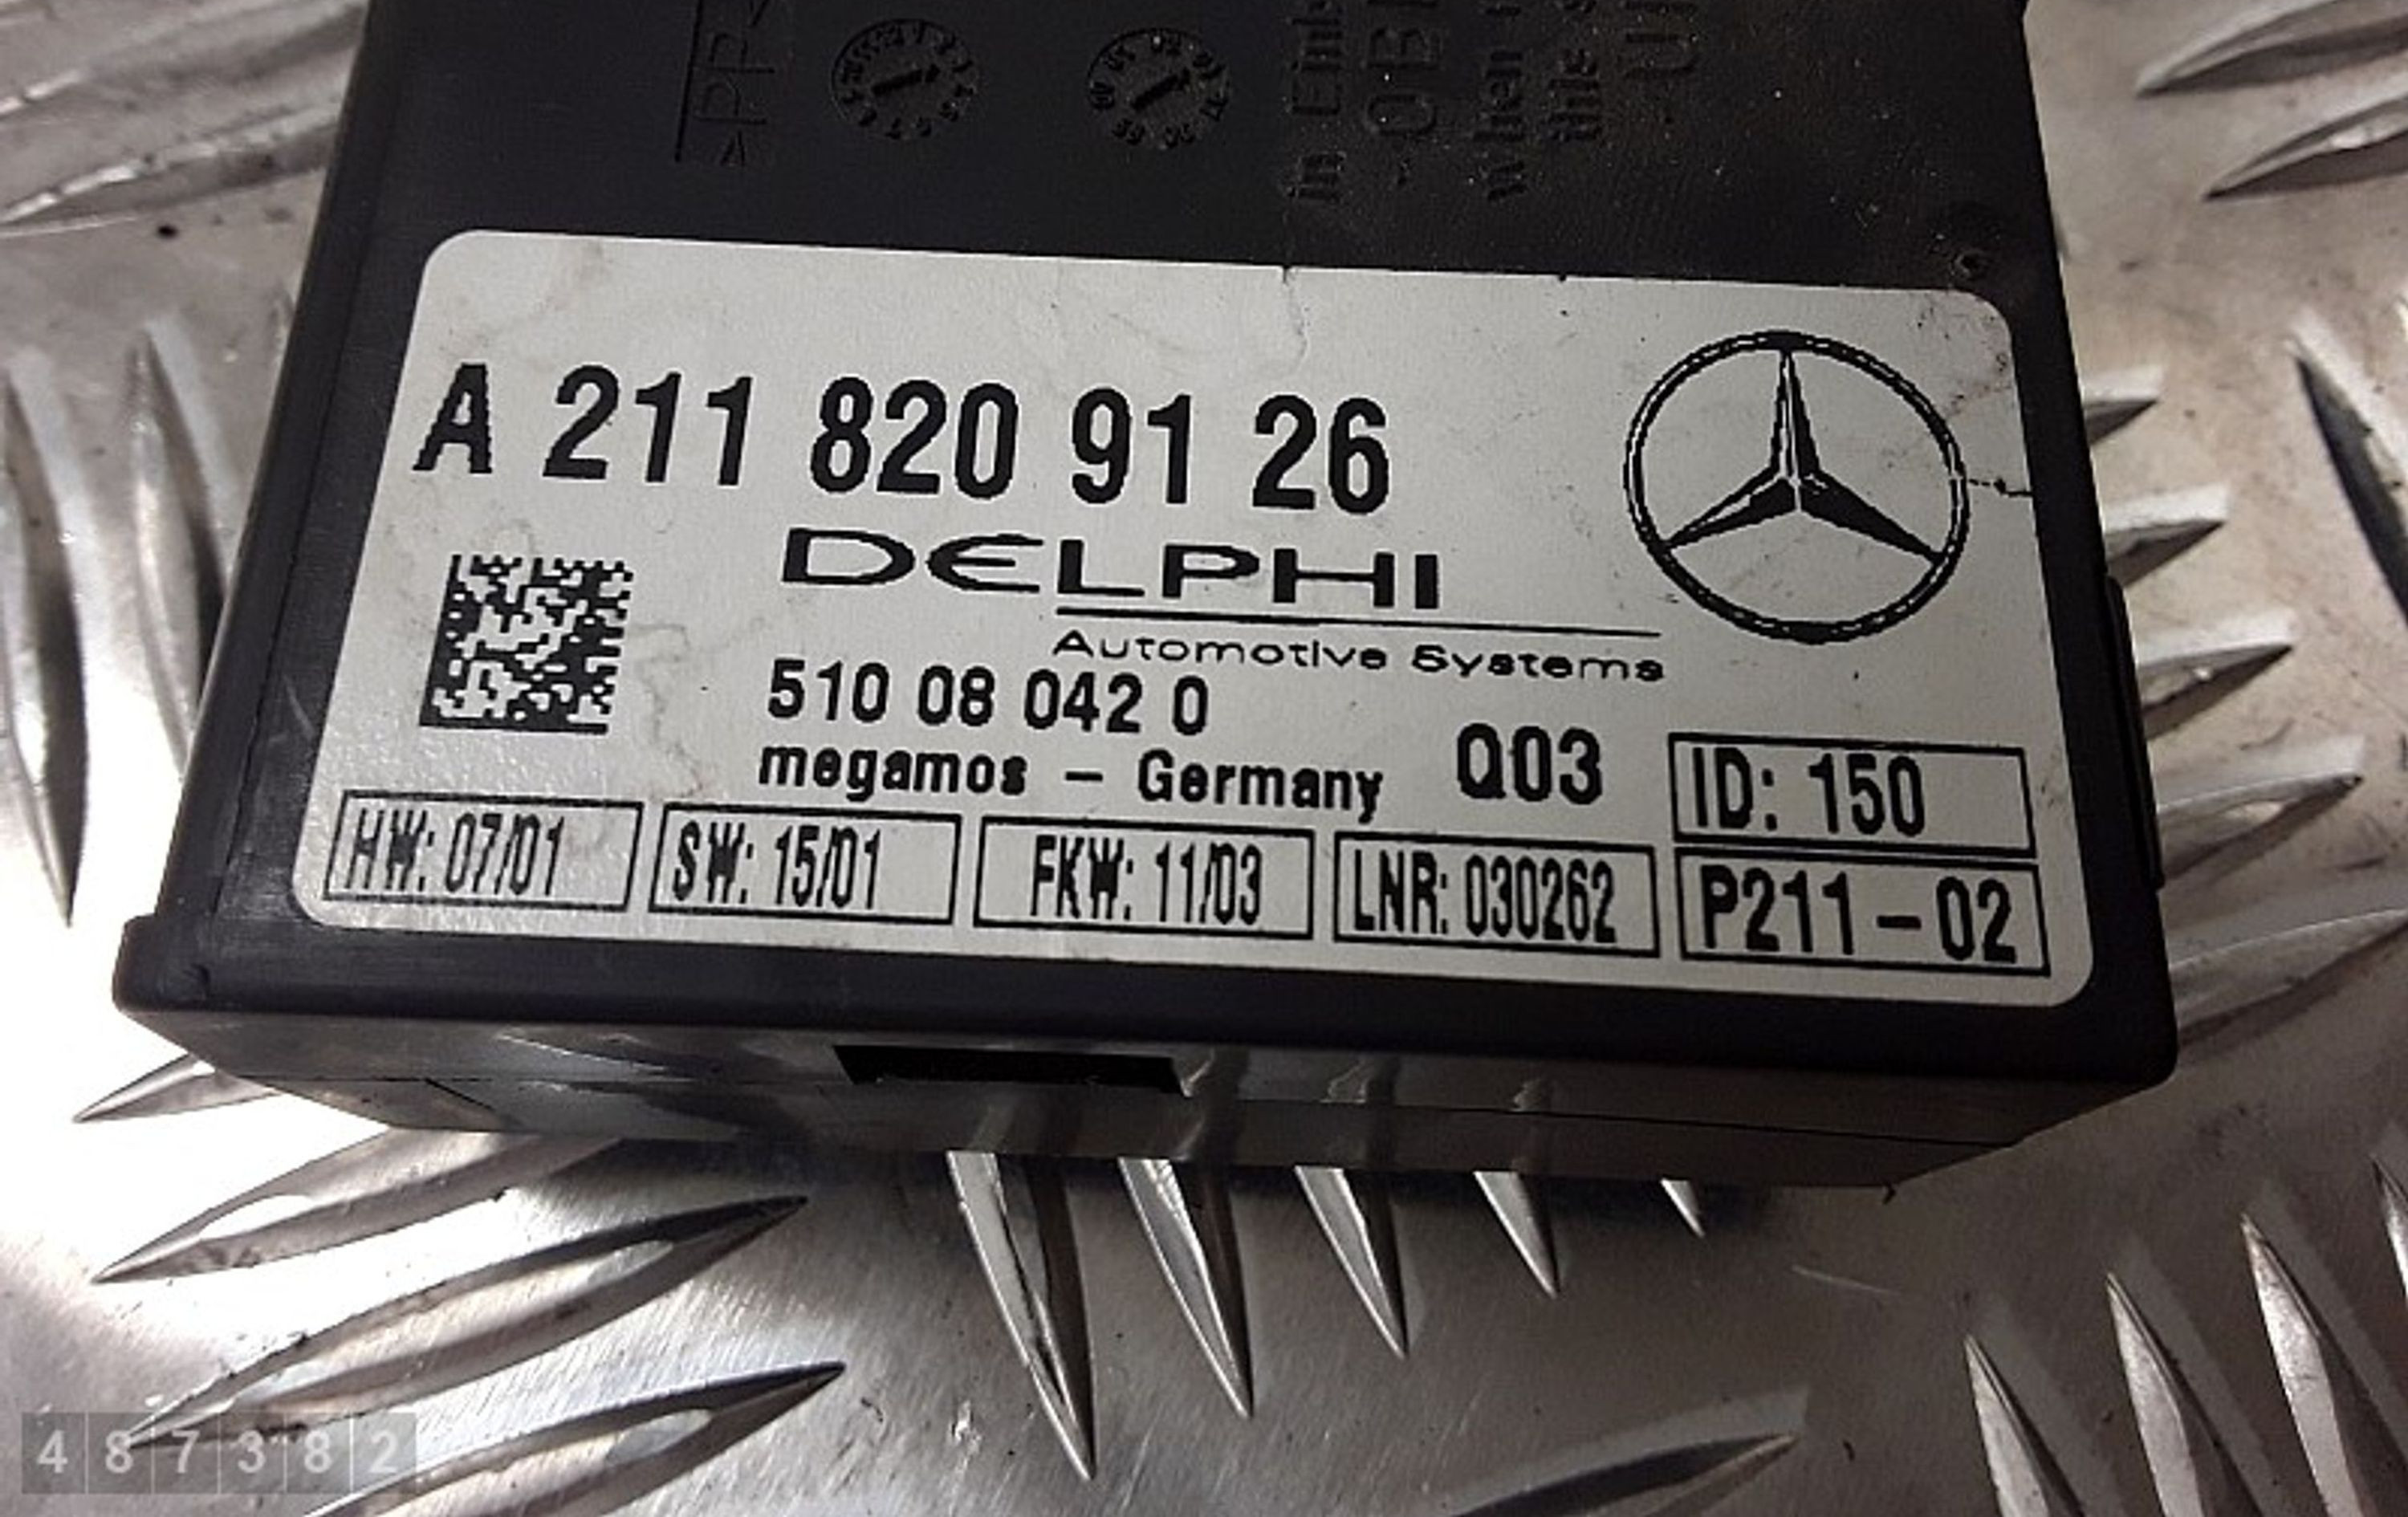 >PP<
A 211 820 91 26
DELPHI
Automotive Systems
510 08 042 0
megamos - Germany Q03
ID: 150
HW: 07/01 SW: 15/01 FKW: 11/03 LNR: 030262 P211-02
487382